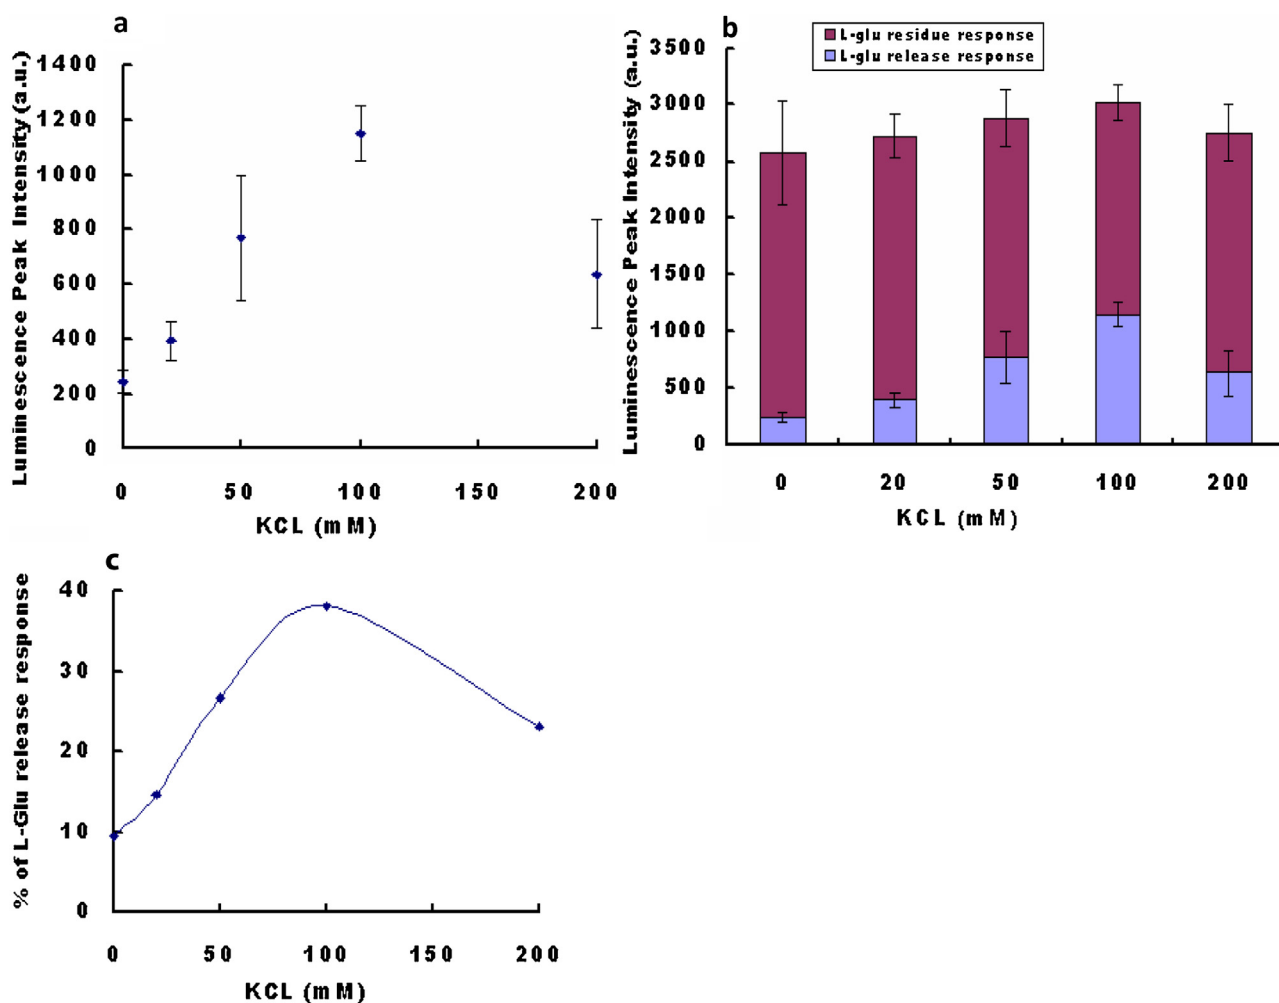 a
Luminescence Peak Intensity (a.u.)
1400
1200
1000
800
600
400
200
0
0 50 100 150 200
KCL (mM)
b
L-glu residue response
L-glu release response
Luminescence Peak Intensity (a.u.)
3500
3000
2500
2000
1500
1000
500
0
0 20 50 100 200
KCL (mM)
c
% of L-Glu release response
40
30
20
10
0
0 50 100 150 200
KCL (mM)